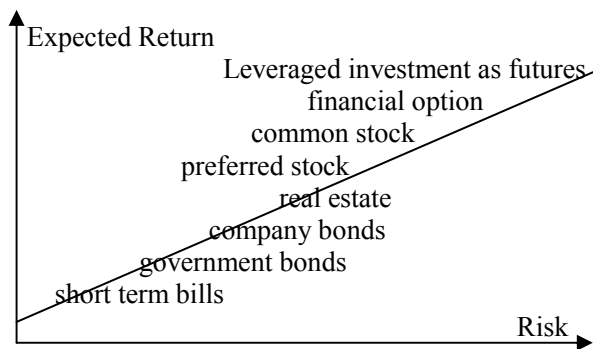 Expected Return
Leveraged investment as futures
financial option
common stock
preferred stock
real estate
company bonds
government bonds
short term bills
Risk